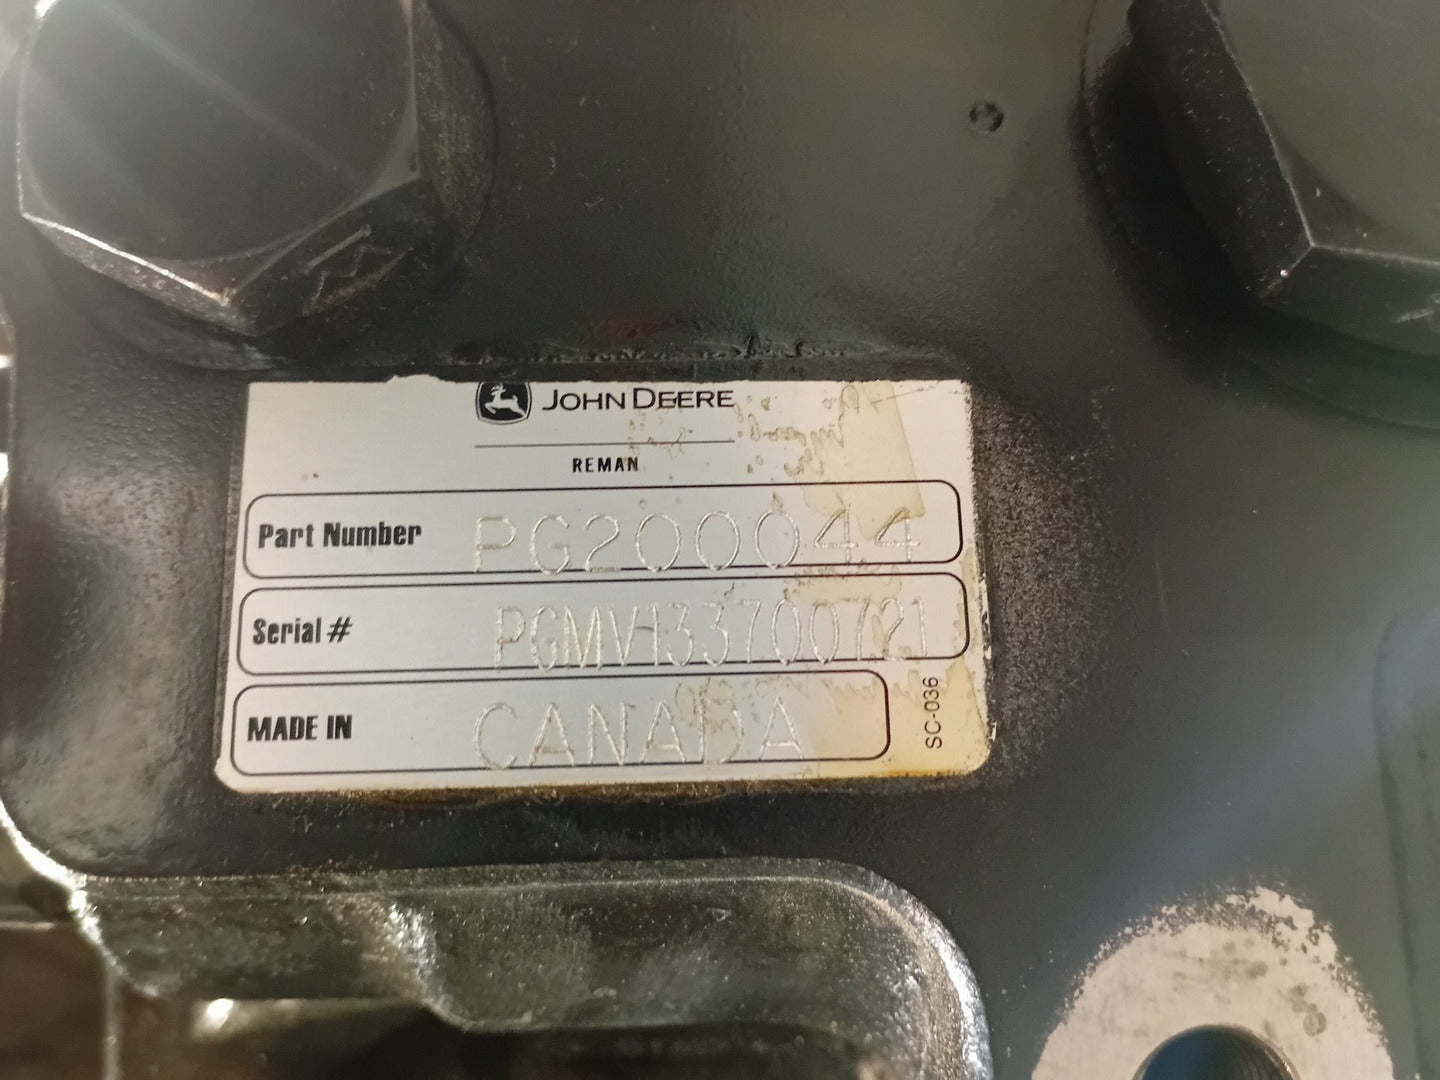 JOHN DEERE
REMAN
Part Number PG200044
Serial # PGMV133700721
MADE IN CANADA
SC-036